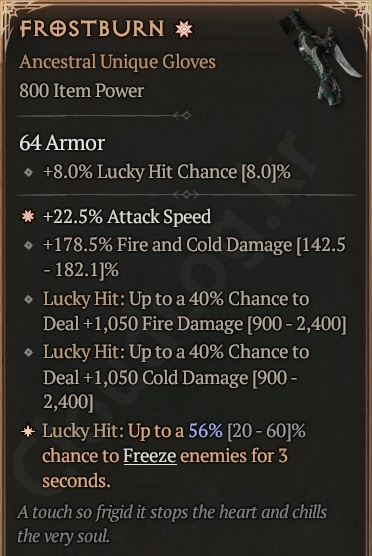 FROSTBURN
Ancestral Unique Gloves
800 Item Power
64 Armor
+8.0% Lucky Hit Chance [8.0]%
+22.5% Attack Speed
+178.5% Fire and Cold Damage [142.5
- 182.1]%
Lucky Hit: Up to a 40% Chance to
Deal +1,050 Fire Damage [900 - 2,400]
Lucky Hit: Up to a 40% Chance to
Deal +1,050 Cold Damage [900 -
2,400]
Lucky Hit: Up to a 56% [20 - 60]%
chance to Freeze enemies for 3
seconds.
A touch so frigid it stops the heart and chills
the very soul.